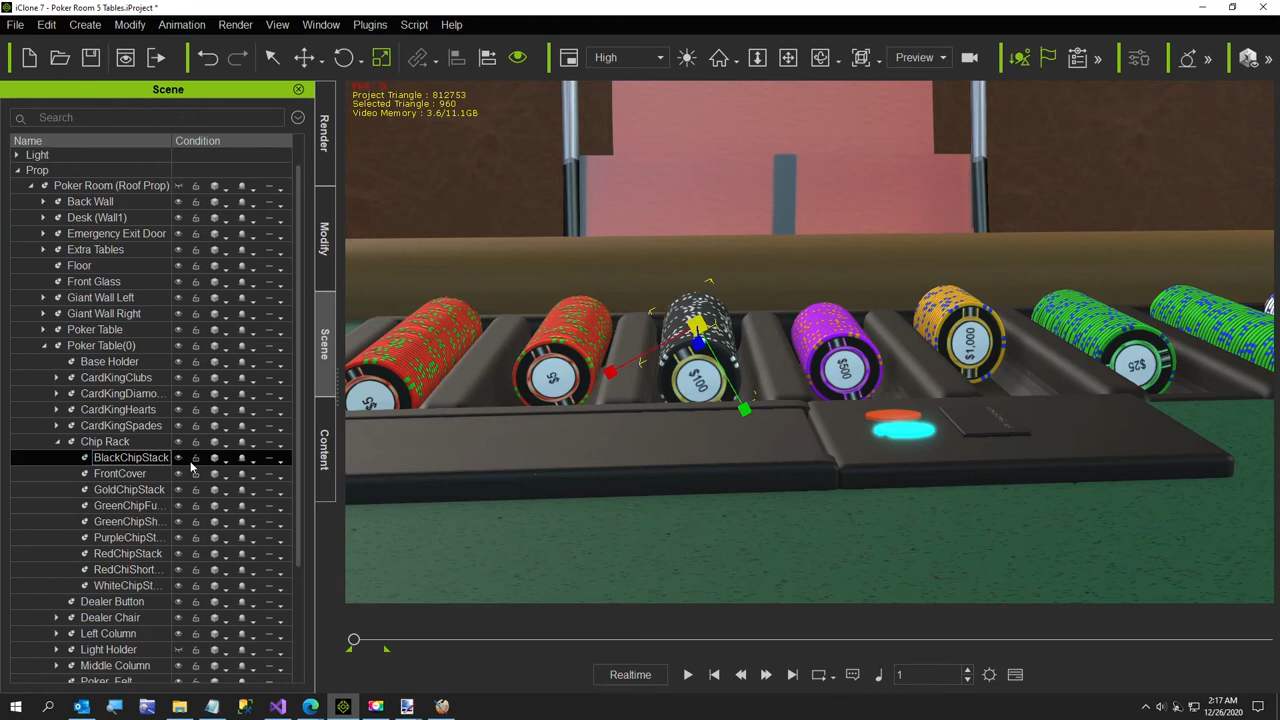 iClone 7 - Poker Room 5 Tables.iProject *
File Edit Create Modify Animation Render View Window Plugins Script Help
High Preview
Scene
Search
Name Condition
Light
Prop
Poker Room (Roof Prop)
Back Wall
Desk (Wall1)
Emergency Exit Door
Extra Tables
Floor
Front Glass
Giant Wall Left
Giant Wall Right
Poker Table
Poker Table(0)
Base Holder
CardKingClubs
CardKingDiamo...
CardKingHearts
CardKingSpades
Chip Rack
BlackChipStack
FrontCover
GoldChipStack
GreenChipFu...
GreenChipSh...
PurpleChipSt...
RedChipStack
RedChiShort...
WhiteChipSt...
Dealer Button
Dealer Chair
Left Column
Light Holder
Middle Column
Poker_Felt
Render
Modify
Scene
Content
Project Triangle : 812753
Selected Triangle : 960
Video Memory : 3.6/11.1GB
$5
$5
$100
$500
$1,000
$25
Realtime
1
2:17 AM
12/26/2020